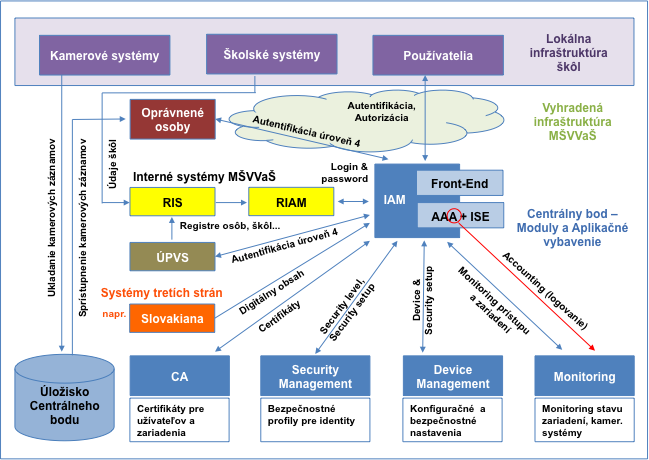 Kamerové systémy
Školské systémy
Používatelia
Lokálna
infraštruktúra
škôl
Oprávnené
osoby
Autentifikácia,
Autorizácia
Autentifikácia úroveň 4
Vyhradená
infraštruktúra
MŠVVaŠ
Ukladanie kamerových záznamov
Sprístupnenie kamerových záznamov
Údaje škôl
Interné systémy MŠVVaŠ
RIS
RIAM
Login &
password
IAM
Front-End
AAA + ISE
Centrálny bod –
Moduly a Aplikačné
vybavenie
Registre osôb, škôl...
ÚPVS
Autentifikácia úroveň 4
Systémy tretích strán
napr.
Slovakiana
Digitálny obsah
Certifikáty
Security level,
Security setup
Device &
Security setup
Monitoring prístupu
a zariadení
Accounting (logovanie)
Úložisko
Centrálneho
bodu
CA
Certifikáty pre
užívateľov a
zariadenia
Security
Management
Bezpečnostné
profily pre identity
Device
Management
Konfiguračné a
bezpečnostné
nastavenia
Monitoring
Monitoring stavu
zariadení, kamer.
systémy